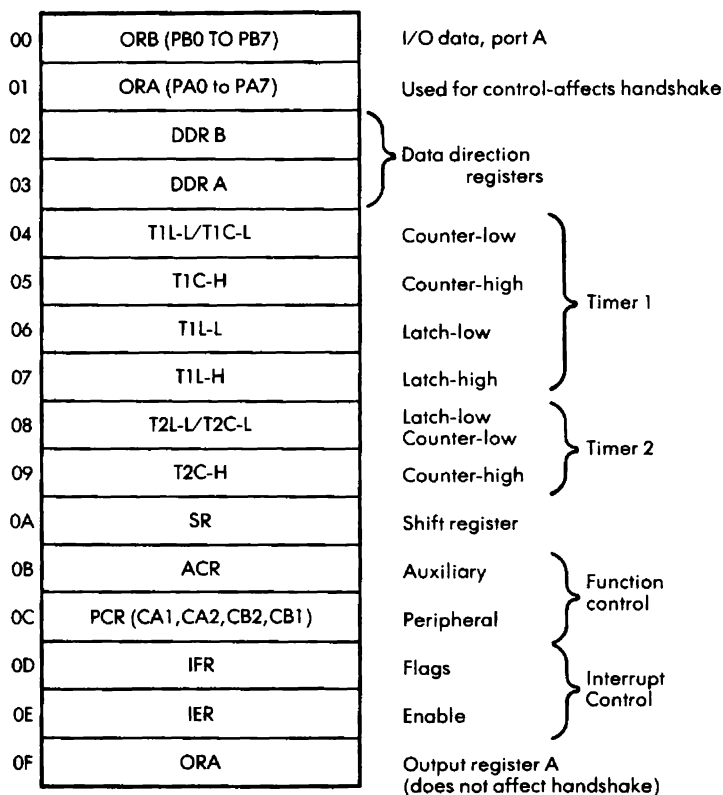 00 ORB (PB0 TO PB7) I/O data, port A
01 ORA (PA0 to PA7) Used for control-affects handshake
02 DDR B
Data direction
registers
03 DDR A
04 T1L-L/T1C-L Counter-low
05 T1C-H Counter-high
Timer 1
06 T1L-L Latch-low
07 T1L-H Latch-high
08 T2L-L/T2C-L Latch-low
Counter-low
Timer 2
09 T2C-H Counter-high
0A SR Shift register
0B ACR Auxiliary
Function
control
0C PCR (CA1,CA2,CB2,CB1) Peripheral
0D IFR Flags
Interrupt
Control
0E IER Enable
0F ORA Output register A
(does not affect handshake)